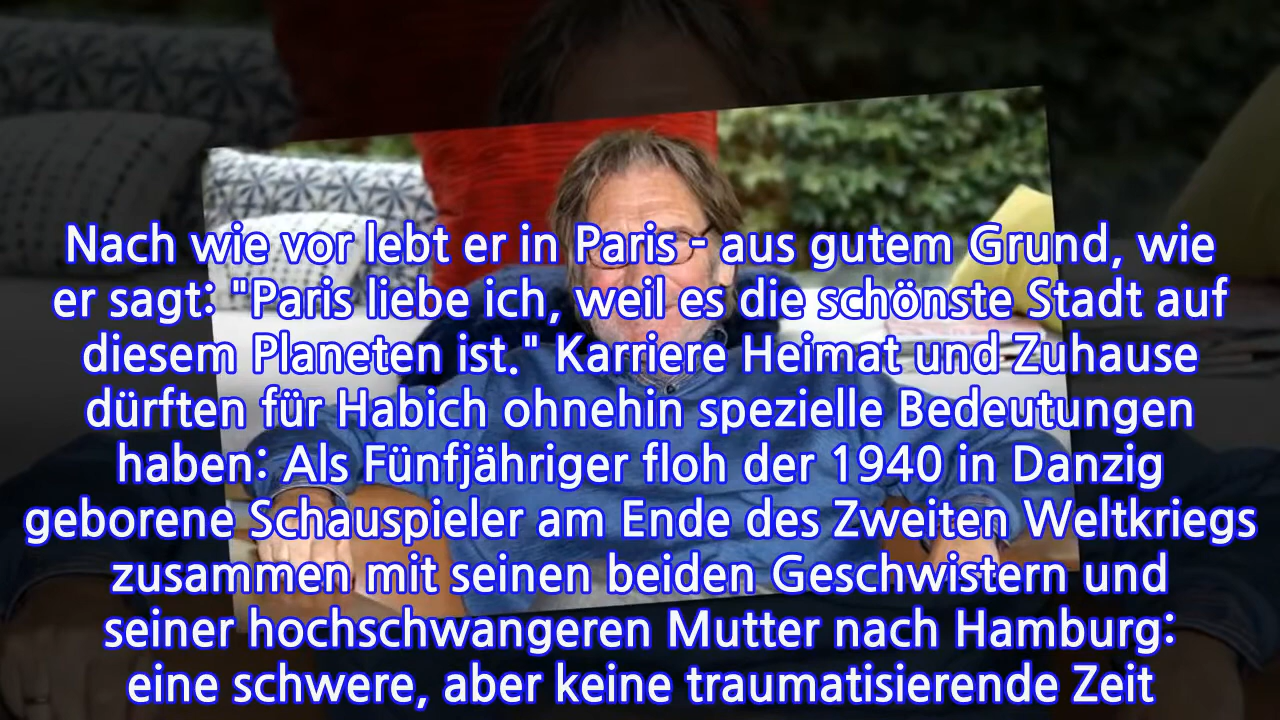 Nach wie vor lebt er in Paris - aus gutem Grund, wie
er sagt: "Paris liebe ich, weil es die schönste Stadt auf
diesem Planeten ist." Karriere Heimat und Zuhause
dürften für Habich ohnehin spezielle Bedeutungen
haben: Als Fünfjähriger floh der 1940 in Danzig
geborene Schauspieler am Ende des Zweiten Weltkriegs
zusammen mit seinen beiden Geschwistern und
seiner hochschwangeren Mutter nach Hamburg:
eine schwere, aber keine traumatisierende Zeit